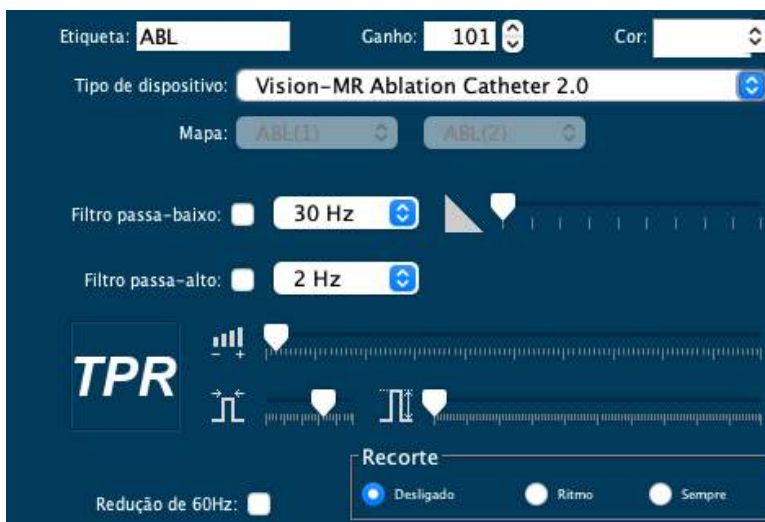 Etiqueta: ABL Ganho: 101 Cor:
Tipo de dispositivo: Vision-MR Ablation Catheter 2.0
Mapa: ABL(1) ABL(2)
Filtro passa-baixo: 30 Hz
Filtro passa-alto: 2 Hz
- +
TPR
Recorte
Redução de 60Hz: Desligado Ritmo Sempre